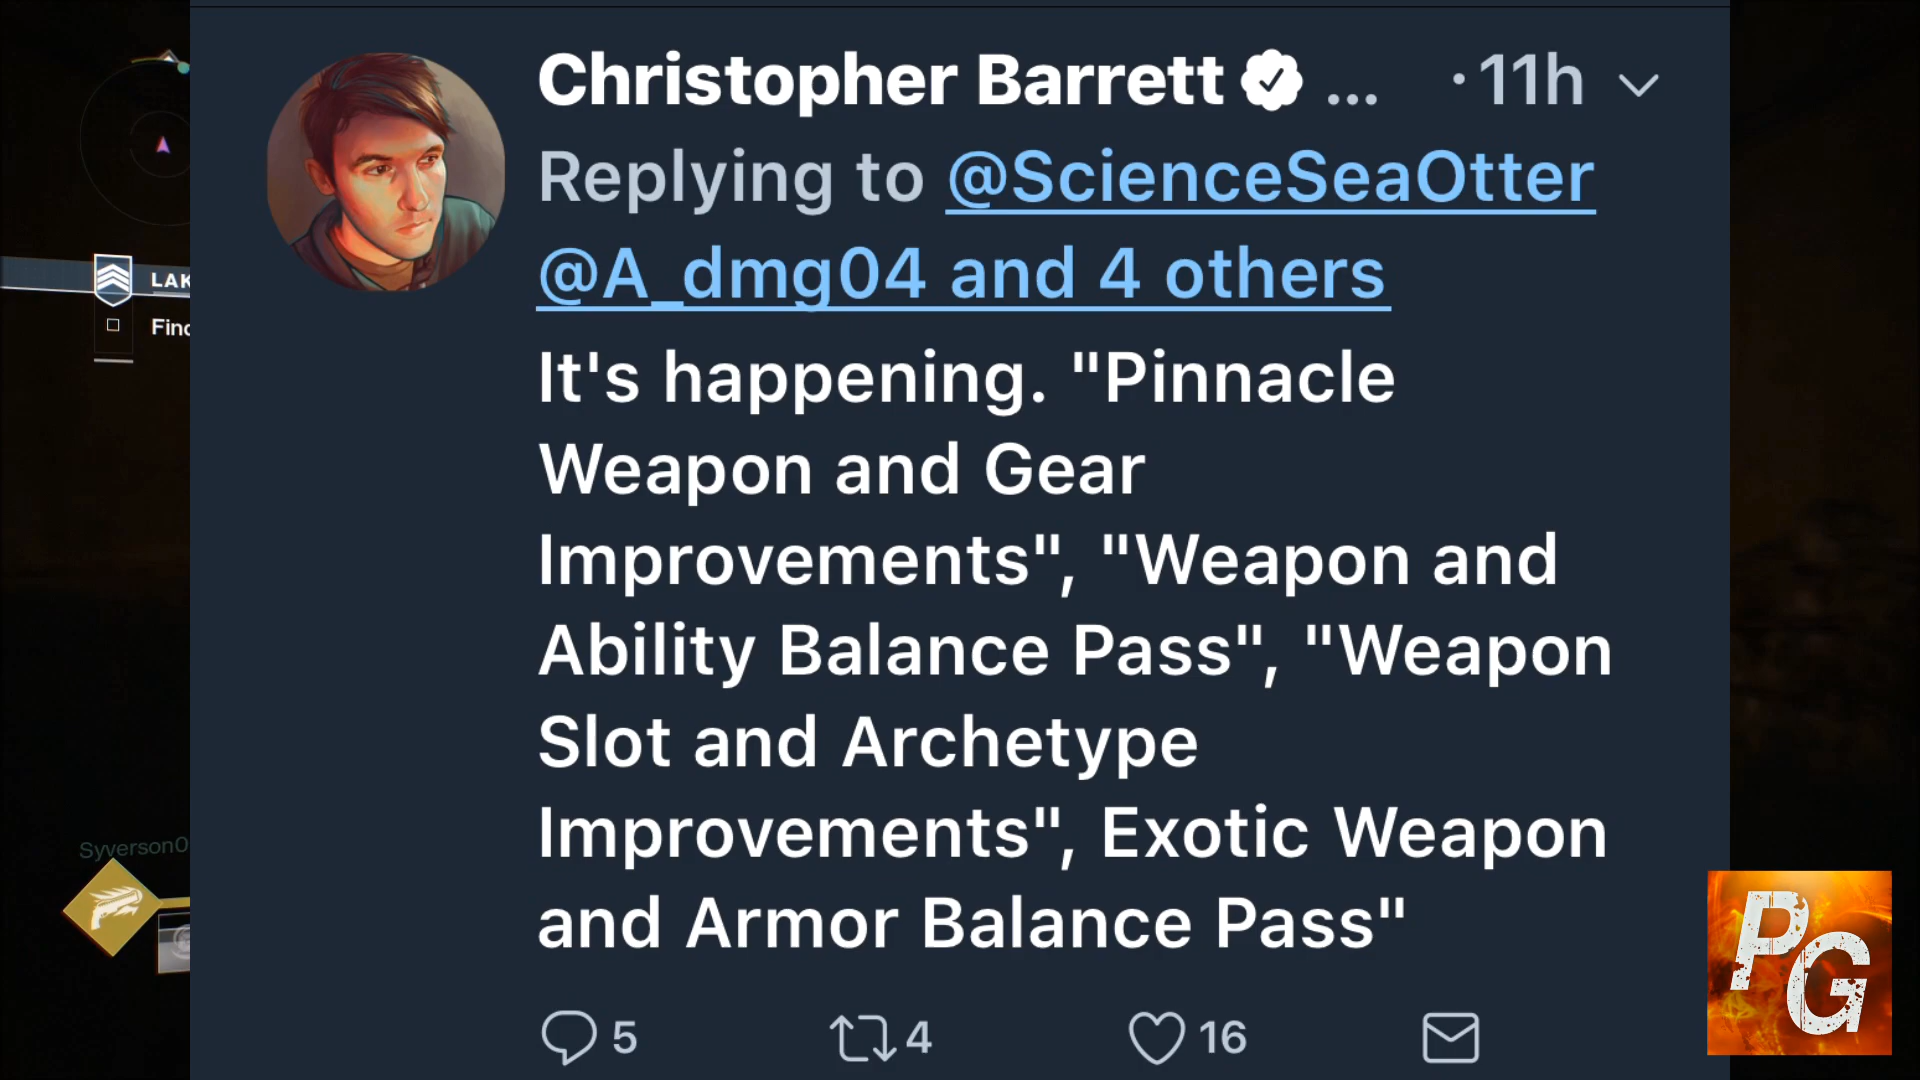 Christopher Barrett ... · 11h
Replying to @ScienceSeaOtter
@A_dmg04 and 4 others
It's happening. "Pinnacle
Weapon and Gear
Improvements", "Weapon and
Ability Balance Pass", "Weapon
Slot and Archetype
Improvements", Exotic Weapon
and Armor Balance Pass"
5 4 16
LAK
Find
Syverson0
PG